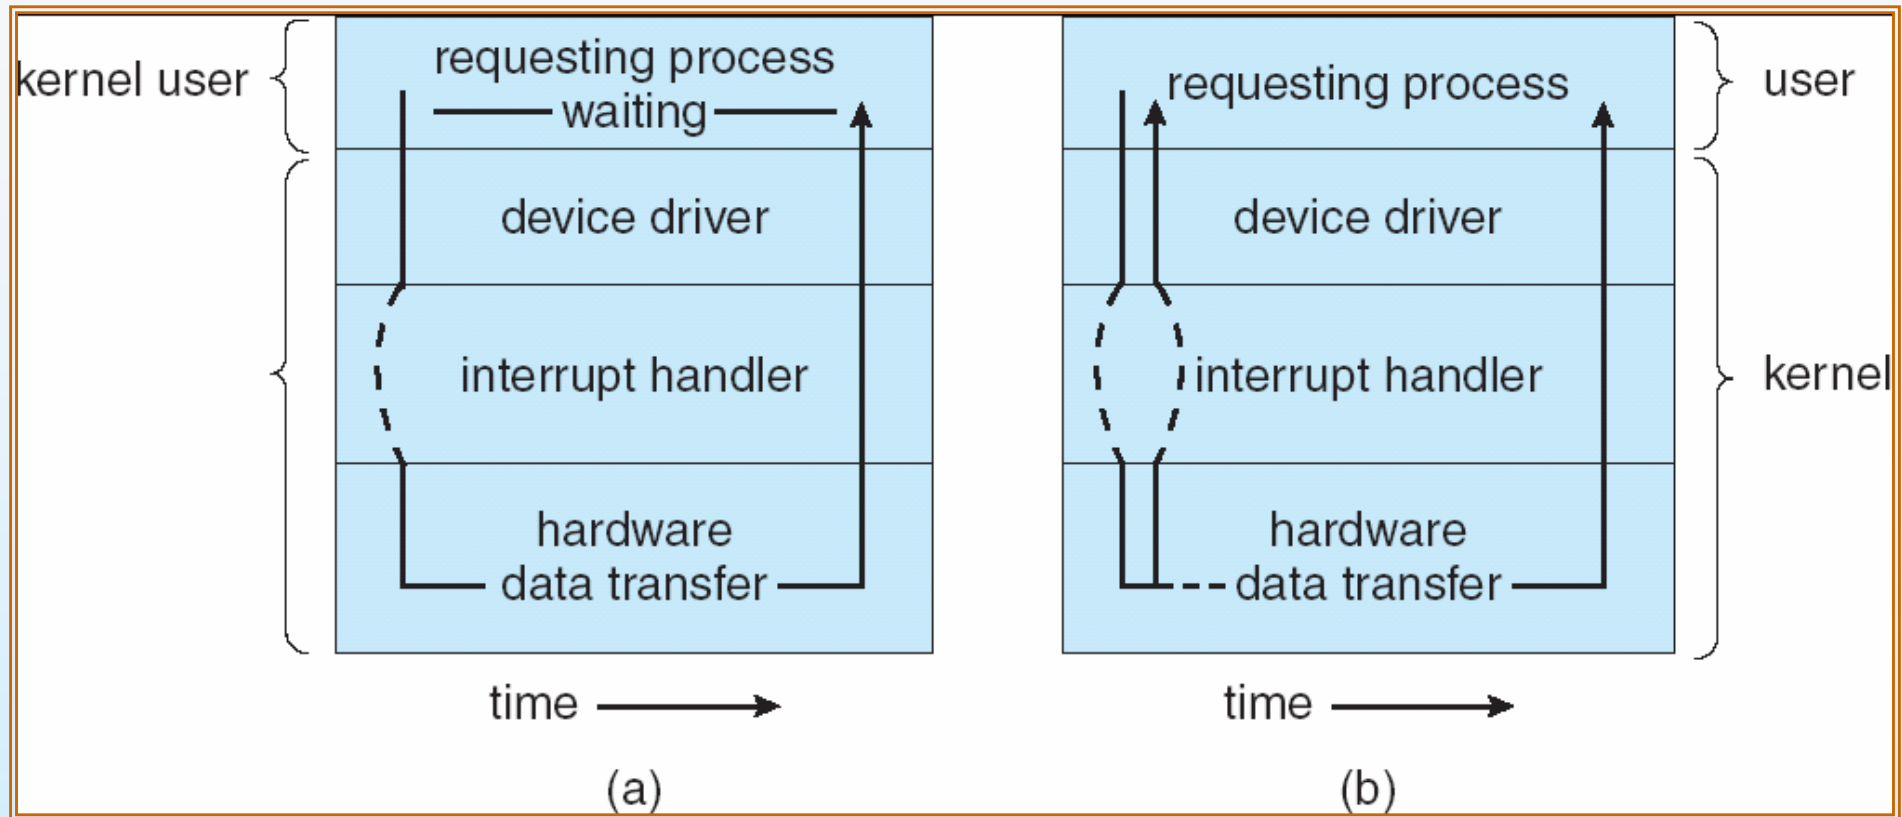 kernel user
requesting process
waiting
device driver
interrupt handler
hardware
data transfer
time
(a)
requesting process
device driver
interrupt handler
hardware
data transfer
time
(b)
user
kernel